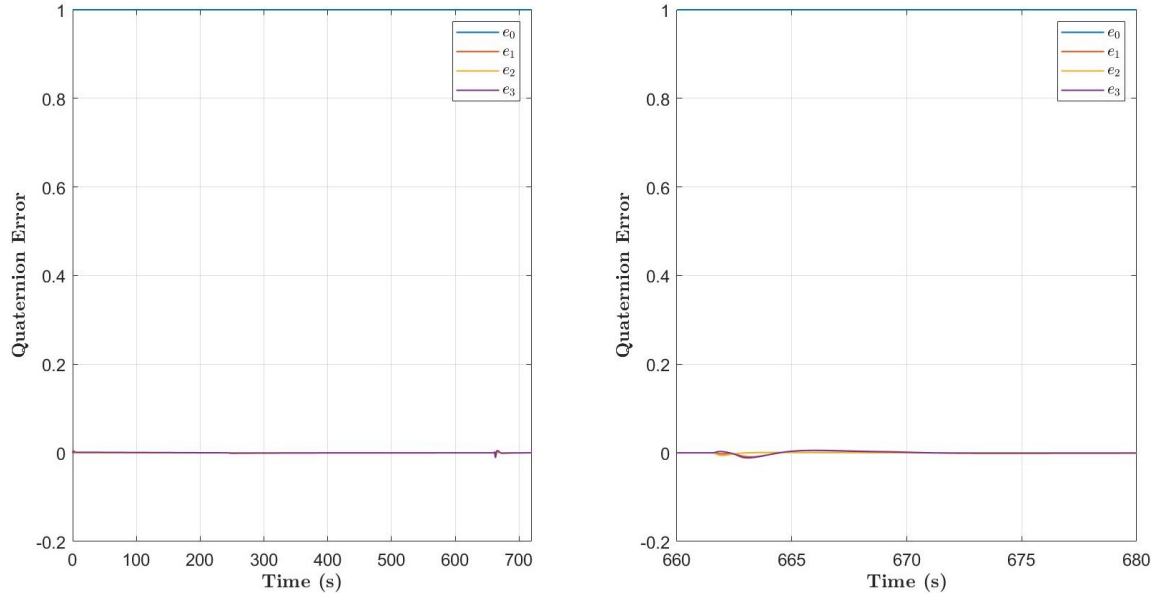 1
0.8
0.6
0.4
0.2
0
-0.2
Quaternion Error
0 100 200 300 400 500 600 700
Time (s)
e0
e1
e2
e3
1
0.8
0.6
0.4
0.2
0
-0.2
Quaternion Error
660 665 670 675 680
Time (s)
e0
e1
e2
e3